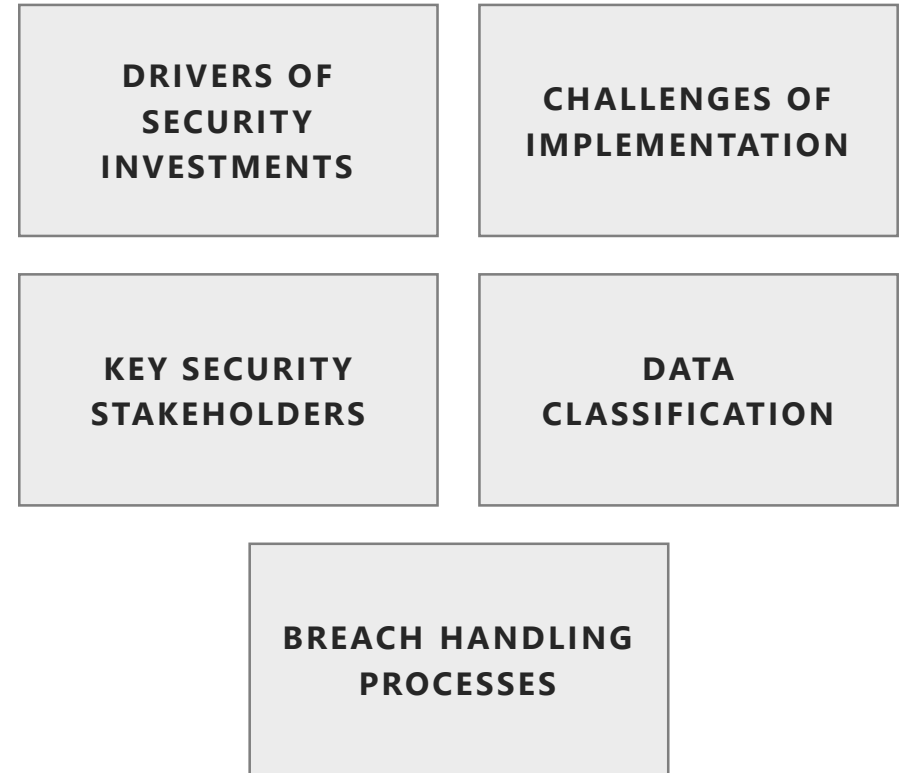 DRIVERS OF
SECURITY
INVESTMENTS
CHALLENGES OF
IMPLEMENTATION
KEY SECURITY
STAKEHOLDERS
DATA
CLASSIFICATION
BREACH HANDLING
PROCESSES